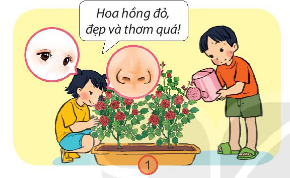 Hoa hồng đỏ,
đẹp và thơm quá!
1